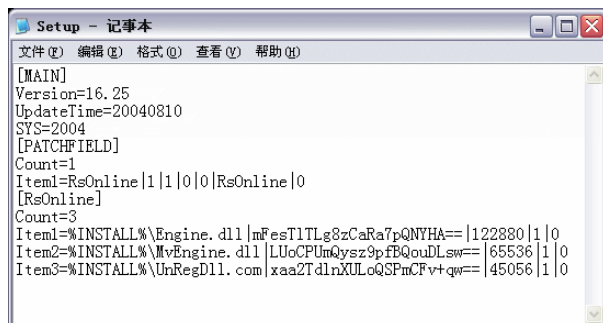 Setup - 记事本
文件(F) 编辑(E) 格式(O) 查看(V) 帮助(H)
[MAIN]
Version=16.25
UpdateTime=20040810
SYS=2004
[PATCHFIELD]
Count=1
Item1=RsOnline|1|1|0|0|RsOnline|0
[RsOnline]
Count=3
Item1=%INSTALL%\Engine.dll|mFesTlTLg8zCaRa7pQNYHA==|122880|1|0
Item2=%INSTALL%\MvEngine.dll|LUoCPUmQysz9pfBQouDLsw==|65536|1|0
Item3=%INSTALL%\UnRegDll.com|xaa2TdlnXULoQSPmCFv+qw==|45056|1|0